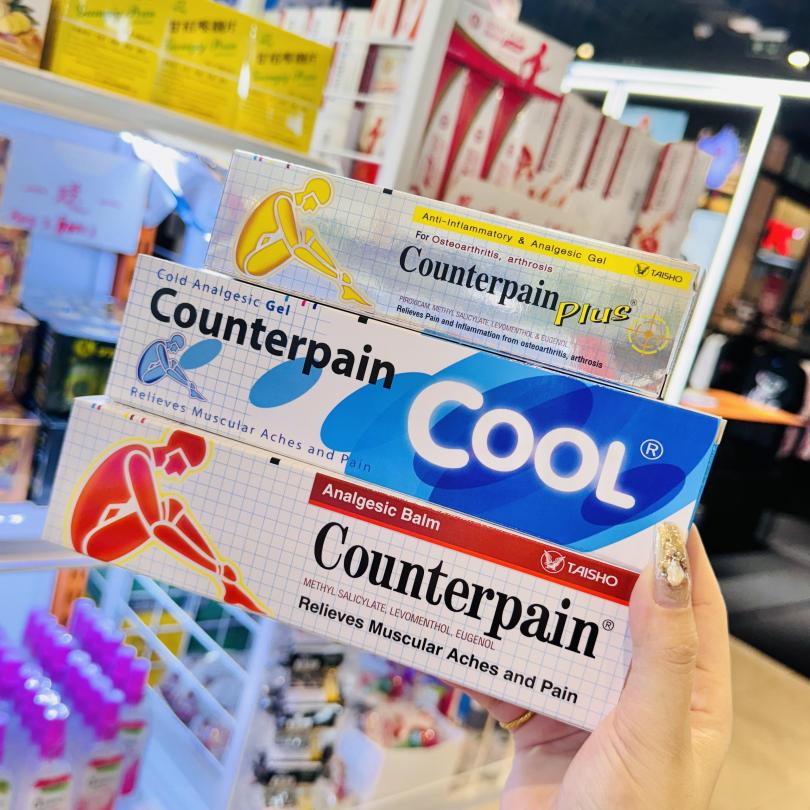 Anti-Inflammatory & Analgesic Gel
TAISHO
For Osteoarthritis, arthrosis
Counterpain Plus®
PIROXICAM, METHYL SALICYLATE, LEVOMENTHOL & EUGENOL
Relieves Pain and Inflammation from osteoarthritis, arthrosis
Cold Analgesic Gel
Counterpain
COOL®
Relieves Muscular Aches and Pain
Analgesic Balm
TAISHO
Counterpain®
METHYL SALICYLATE, LEVOMENTHOL, EUGENOL
Relieves Muscular Aches and Pain